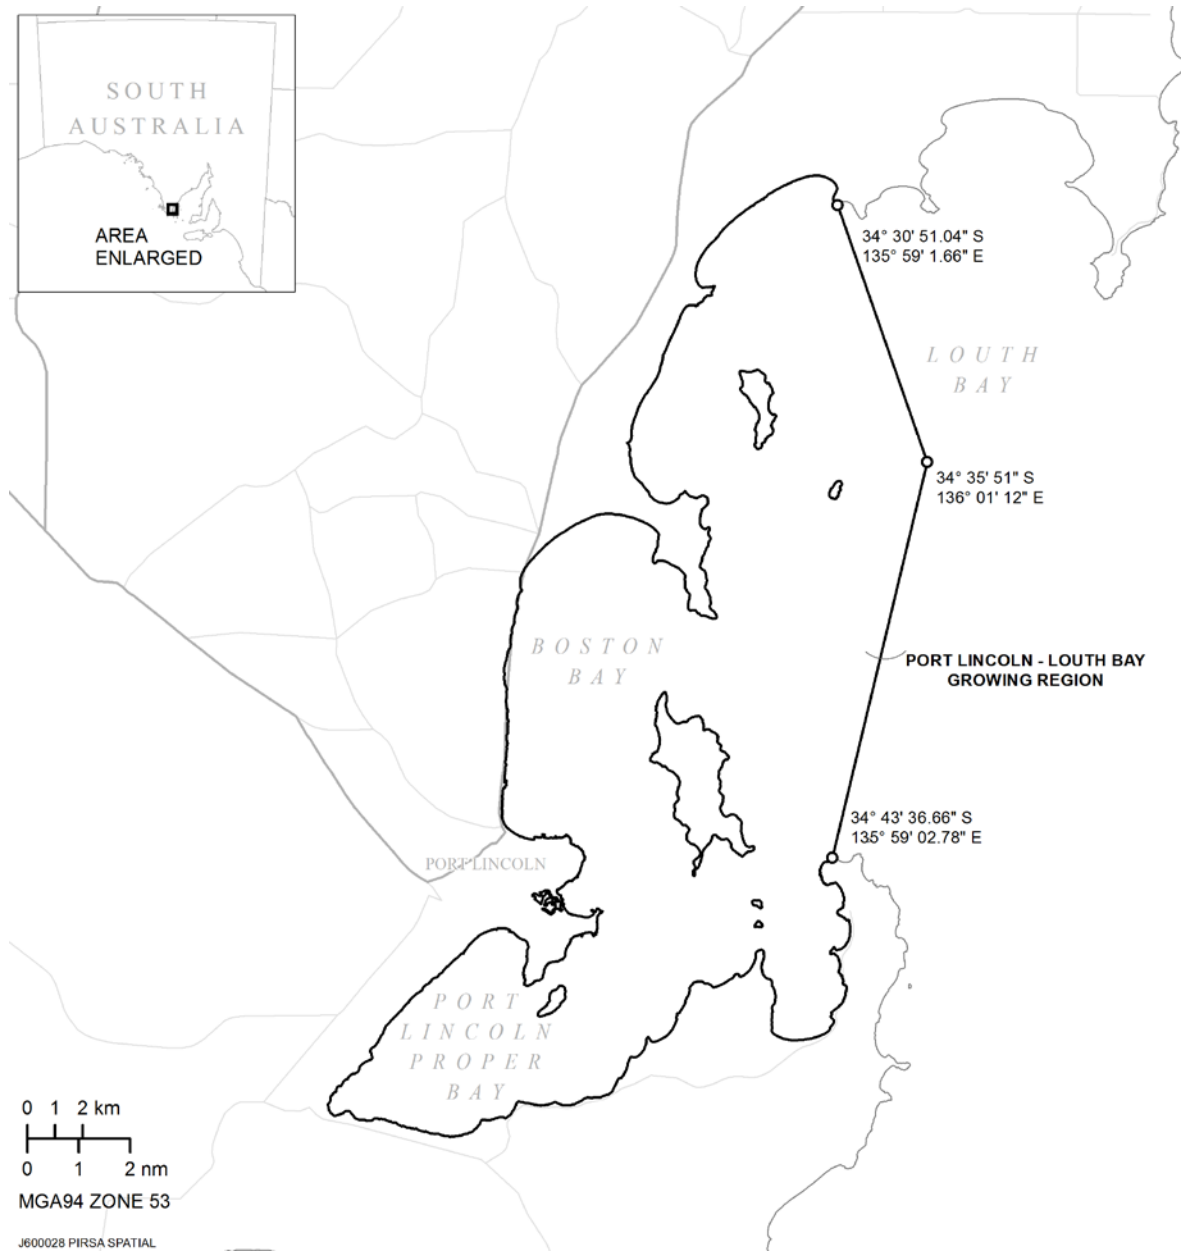 SOUTH
AUSTRALIA
AREA
ENLARGED
34° 30' 51.04" S
135° 59' 1.66" E
LOUTH
BAY
34° 35' 51" S
136° 01' 12" E
BOSTON
BAY
PORT LINCOLN - LOUTH BAY
GROWING REGION
34° 43' 36.66" S
135° 59' 02.78" E
PORT LINCOLN
PORT
LINCOLN
PROPER
BAY
0 1 2 km
0 1 2 nm
MGA94 ZONE 53
J600028 PIRSA SPATIAL